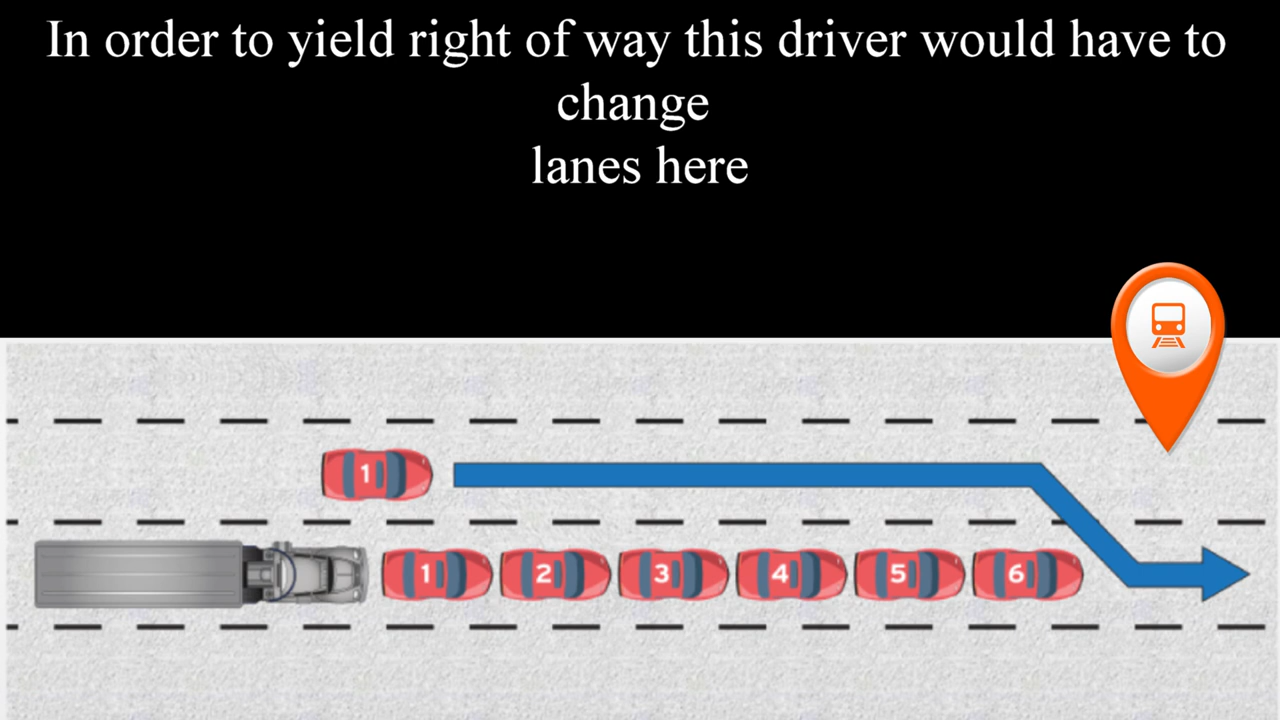 In order to yield right of way this driver would have to
change
lanes here
1
1 2 3 4 5 6